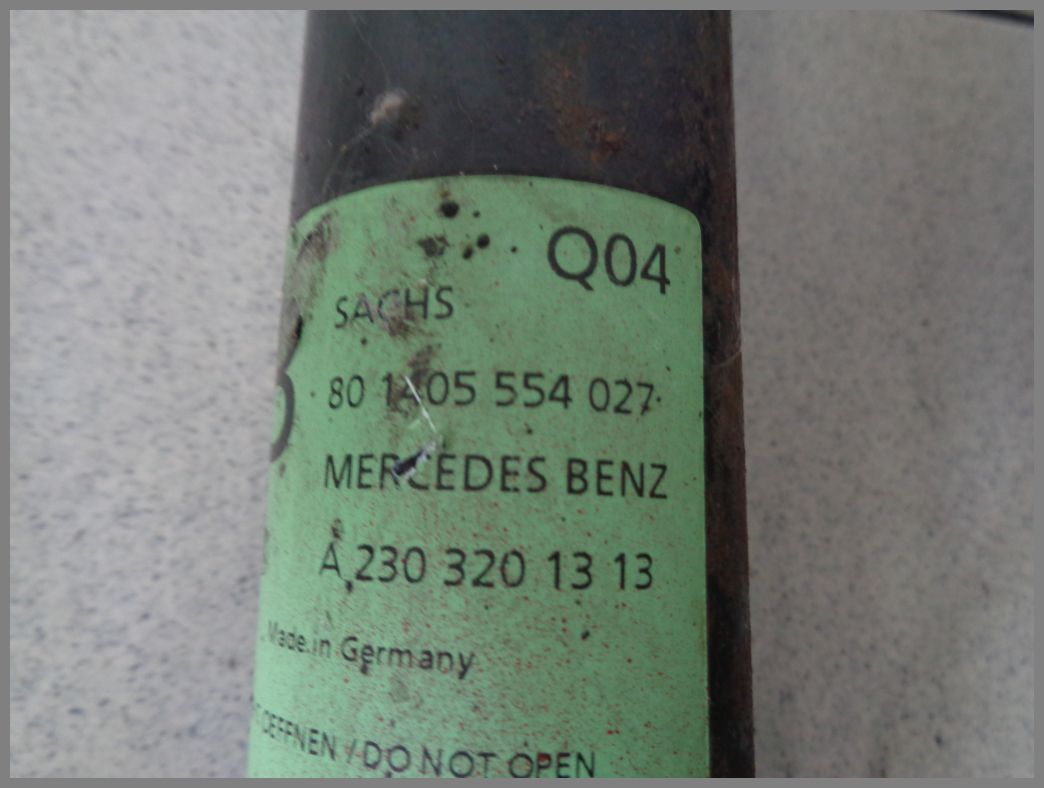 Q04
SACHS
80 1405 554 027
MERCEDES BENZ
A 230 320 13 13
Made in Germany
OEFFNEN / DO NOT OPEN